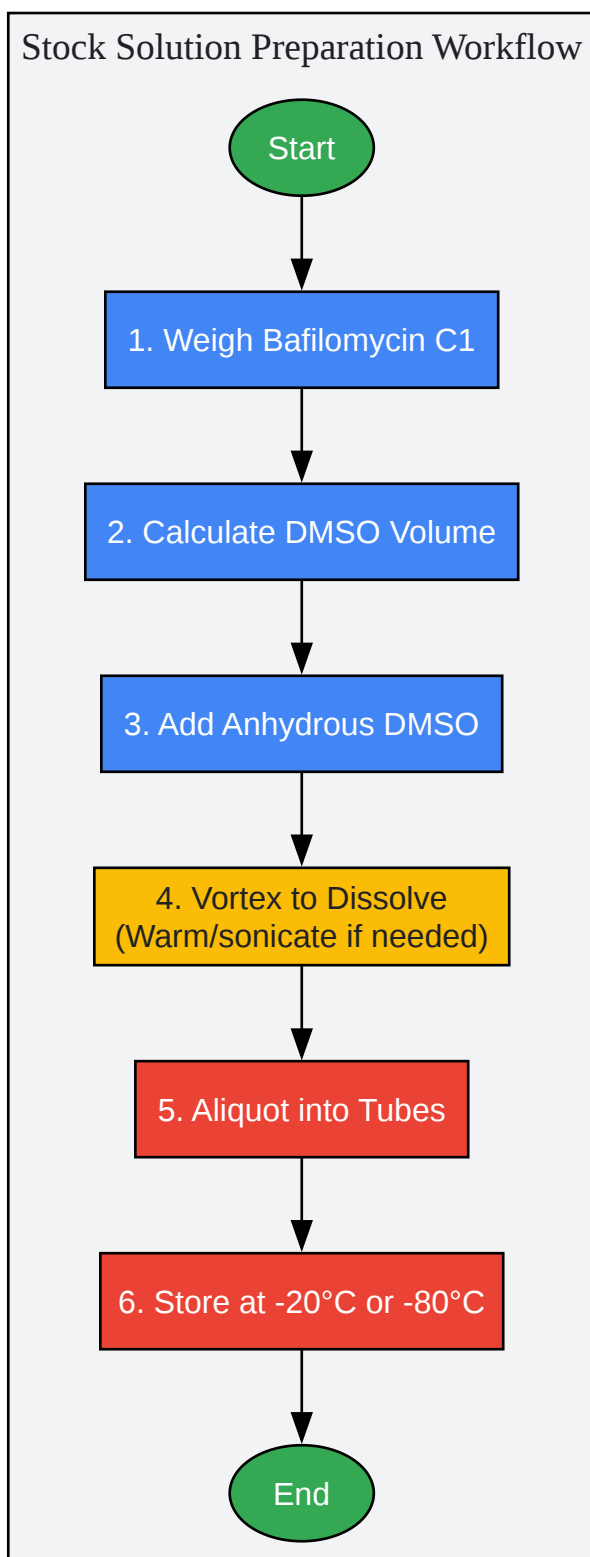 Stock Solution Preparation Workflow
Start
1. Weigh Bafilomycin C1
2. Calculate DMSO Volume
3. Add Anhydrous DMSO
4. Vortex to Dissolve
(Warm/sonicate if needed)
5. Aliquot into Tubes
6. Store at -20°C or -80°C
End